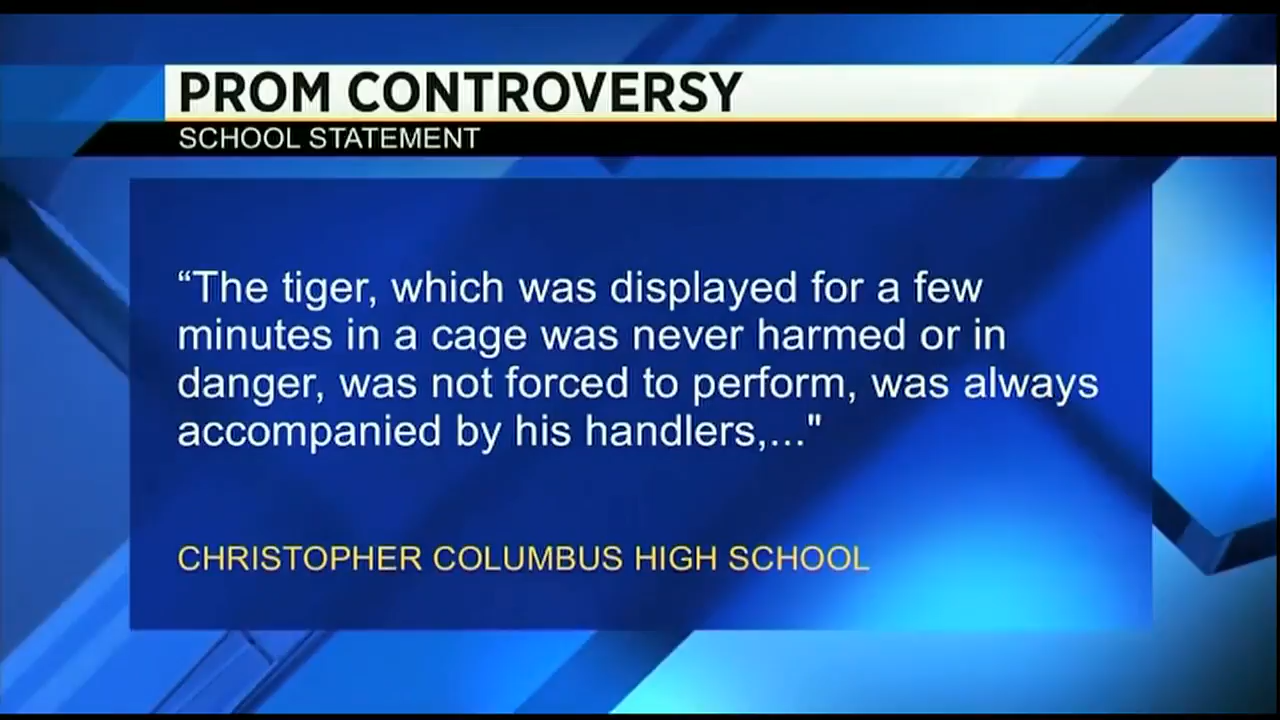 PROM CONTROVERSY
SCHOOL STATEMENT
“The tiger, which was displayed for a few
minutes in a cage was never harmed or in
danger, was not forced to perform, was always
accompanied by his handlers,..."
CHRISTOPHER COLUMBUS HIGH SCHOOL